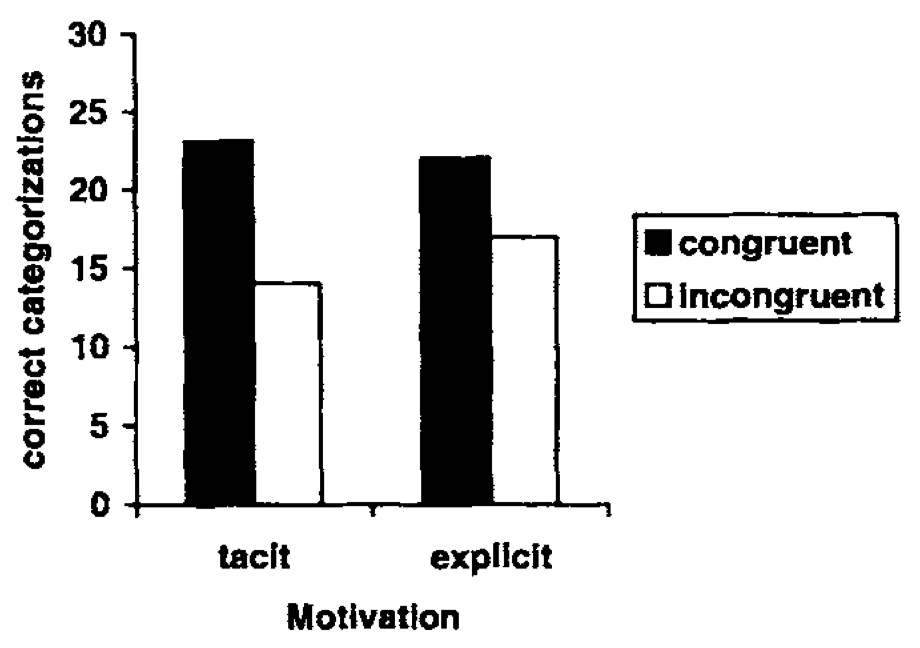 30
25
20
15
10
5
0
correct categorizations
tacit
explicit
Motivation
congruent
incongruent